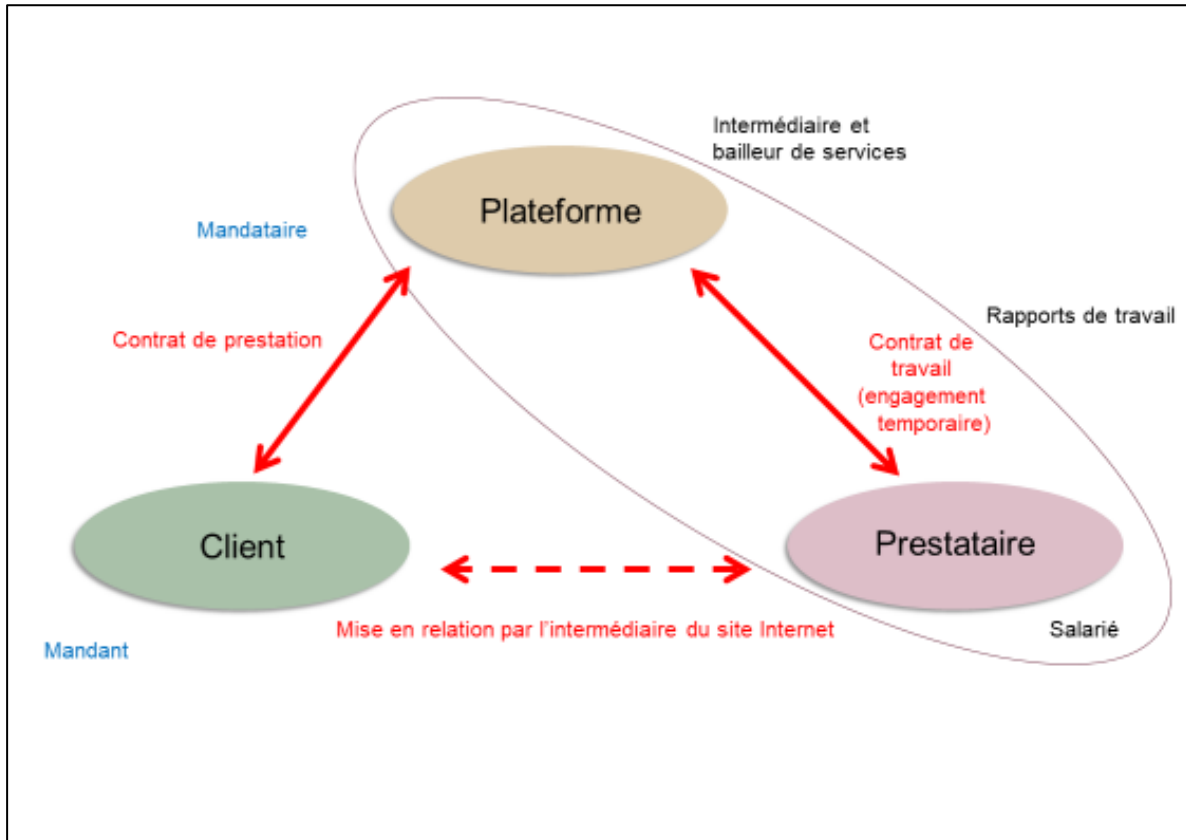 Intermédiaire et
bailleur de services
Plateforme
Mandataire
Rapports de travail
Contrat de prestation
Contrat de
travail
(engagement
temporaire)
Client
Prestataire
Mise en relation par l'intermédiaire du site Internet
Salarié
Mandant